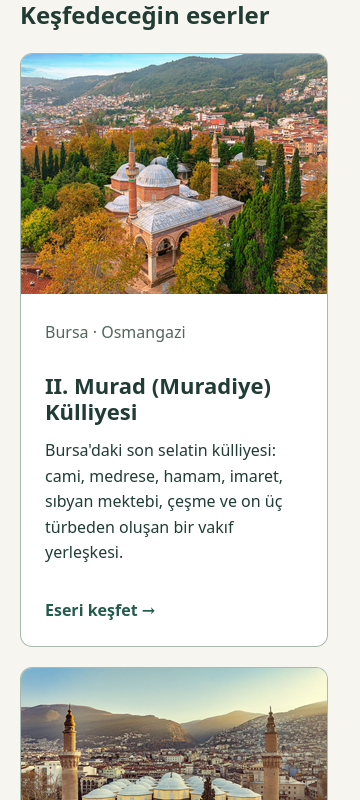 Keşfedeceğin eserler
Bursa · Osmangazi
II. Murad (Muradiye)
Külliyesi
Bursa'daki son selatin külliyesi:
cami, medrese, hamam, imaret,
sıbyan mektebi, çeşme ve on üç
türbeden oluşan bir vakıf
yerleşkesi.
Eseri keşfet →